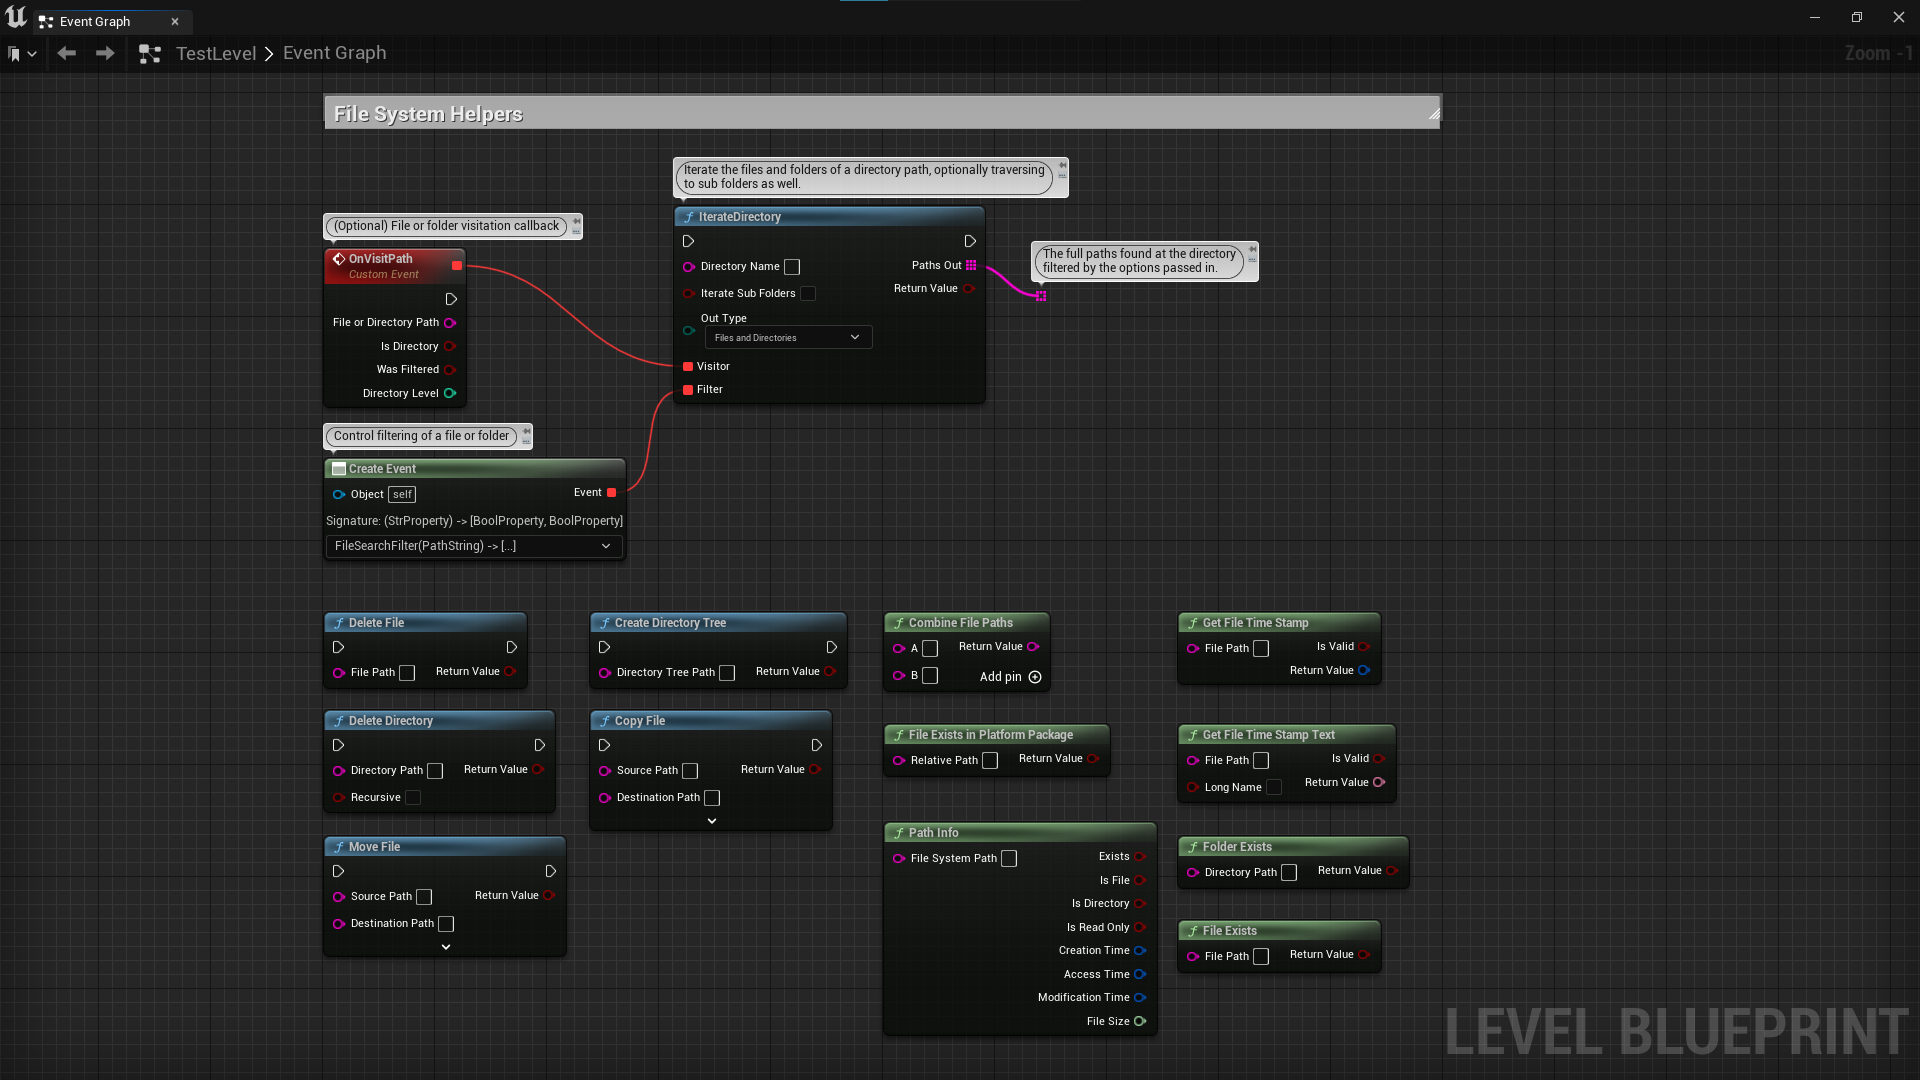 Event Graph
TestLevel > Event Graph
Zoom -1
File System Helpers
Iterate the files and folders of a directory path, optionally traversing
to sub folders as well.
(Optional) File or folder visitation callback
OnVisitPath
Custom Event
File or Directory Path
Is Directory
Was Filtered
Directory Level
IterateDirectory
Directory Name
Paths Out
Iterate Sub Folders
Return Value
Out Type
Files and Directories
Visitor
Filter
The full paths found at the directory
filtered by the options passed in.
Control filtering of a file or folder
Create Event
Object self
Event
Signature: (StrProperty) -> [BoolProperty, BoolProperty]
FileSearchFilter(PathString) -> [...]
Delete File
File Path
Return Value
Create Directory Tree
Directory Tree Path
Return Value
Combine File Paths
A
Return Value
B
Add pin
Get File Time Stamp
File Path
Is Valid
Return Value
Delete Directory
Directory Path
Return Value
Recursive
Copy File
Source Path
Return Value
Destination Path
File Exists in Platform Package
Relative Path
Return Value
Get File Time Stamp Text
File Path
Is Valid
Long Name
Return Value
Move File
Source Path
Return Value
Destination Path
Path Info
File System Path
Exists
Is File
Is Directory
Is Read Only
Creation Time
Access Time
Modification Time
File Size
Folder Exists
Directory Path
Return Value
File Exists
File Path
Return Value
LEVEL BLUEPRINT